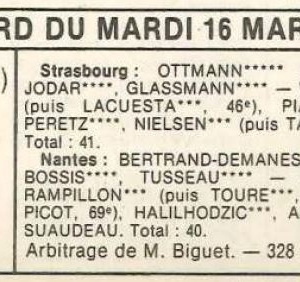 RD DU MARDI 16 MAR
)
Strasbourg : OTTMANN*****
JODAR****, GLASSMANN**** —
(puis LACUESTA***, 46e), PI
PERETZ****, NIELSEN*** (puis TA
Total : 41.
Nantes : BERTRAND-DEMANES
BOSSIS****, TUSSEAU**** —
RAMPILLON*** (puis TOURE***,
PICOT, 69e), HALILHODZIC***, A
SUAUDEAU. Total : 40.
Arbitrage de M. Biguet. — 328